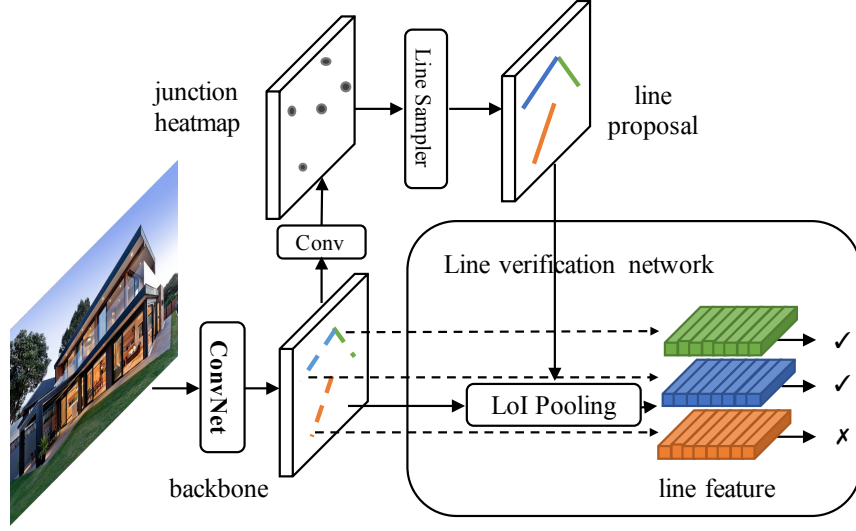 junction
heatmap
Line Sampler
line
proposal
Conv
Line verification network
ConvNet
LoI Pooling
backbone
line feature